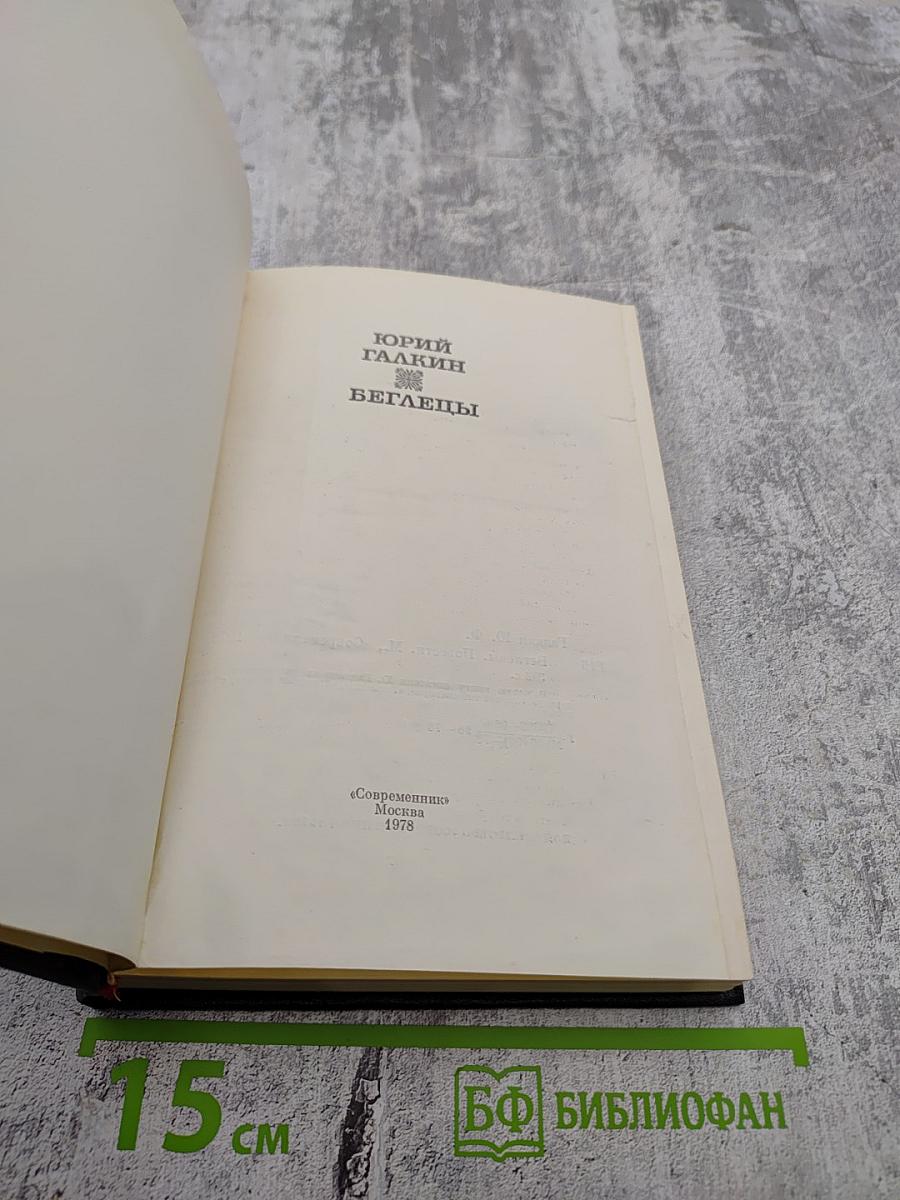 ЮРИЙ
ГАЛКИН
БЕГЛЕЦЫ
«Современник»
Москва
1978
15 см
БФ БИБЛИОФАН